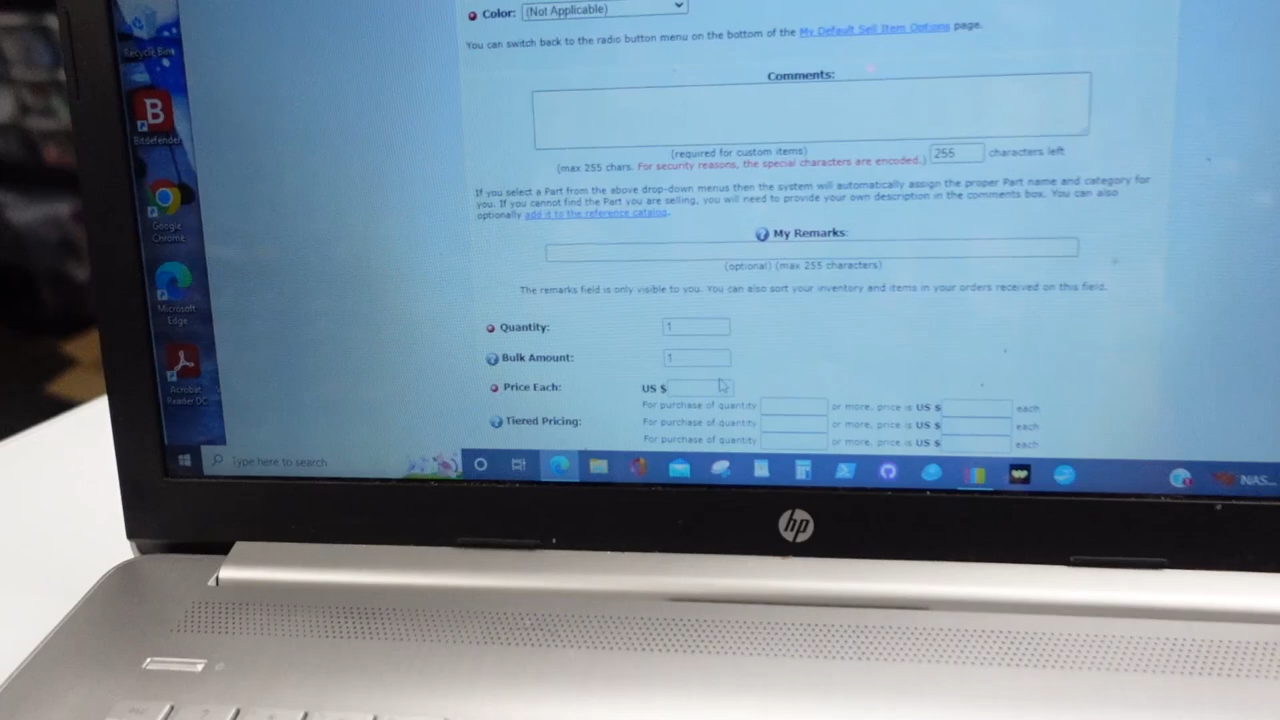 Color: (Not Applicable)
You can switch back to the radio button menu on the bottom of the My Default Sell Item Options page.
Comments:
(required for custom items)
(max 255 chars. For security reasons, the special characters are encoded.) 255 characters left
If you select a Part from the above drop-down menus then the system will automatically assign the proper Part name and category for
you. If you cannot find the Part you are selling, you will need to provide your own description in the comments box. You can also
optionally add it to the reference catalog.
My Remarks:
(optional) (max 255 characters)
The remarks field is only visible to you. You can also sort your inventory and items in your orders received on this field.
Quantity: 1
Bulk Amount: 1
Price Each: US $
For purchase of quantity or more, price is US $ each
Tiered Pricing: For purchase of quantity or more, price is US $ each
For purchase of quantity or more, price is US $ each
Recycle Bin
B
Bitdefender
Google
Chrome
Microsoft
Edge
Acrobat
Reader DC
Type here to search
NAS...
hp